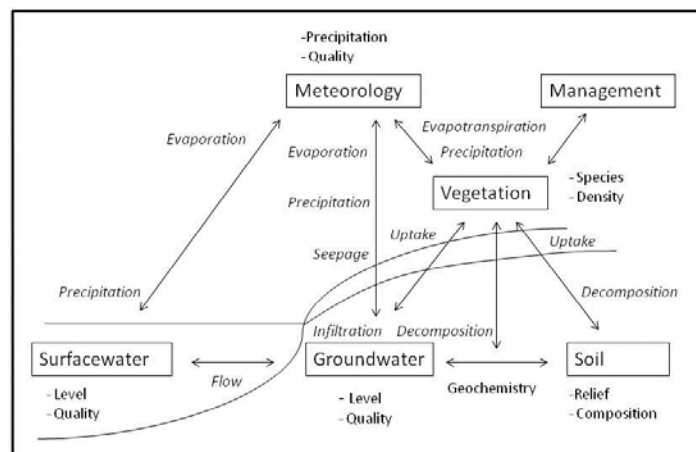 -Precipitation
-Quality
Meteorology
Management
Evaporation
Evapotranspiration
Evaporation
Precipitation
Vegetation
-Species
-Density
Precipitation
Uptake
Uptake
Seepage
Precipitation
Decomposition
Infiltration
Decomposition
Surfacewater
Groundwater
Soil
Flow
Geochemistry
-Level
-Quality
-Level
-Quality
-Relief
-Composition